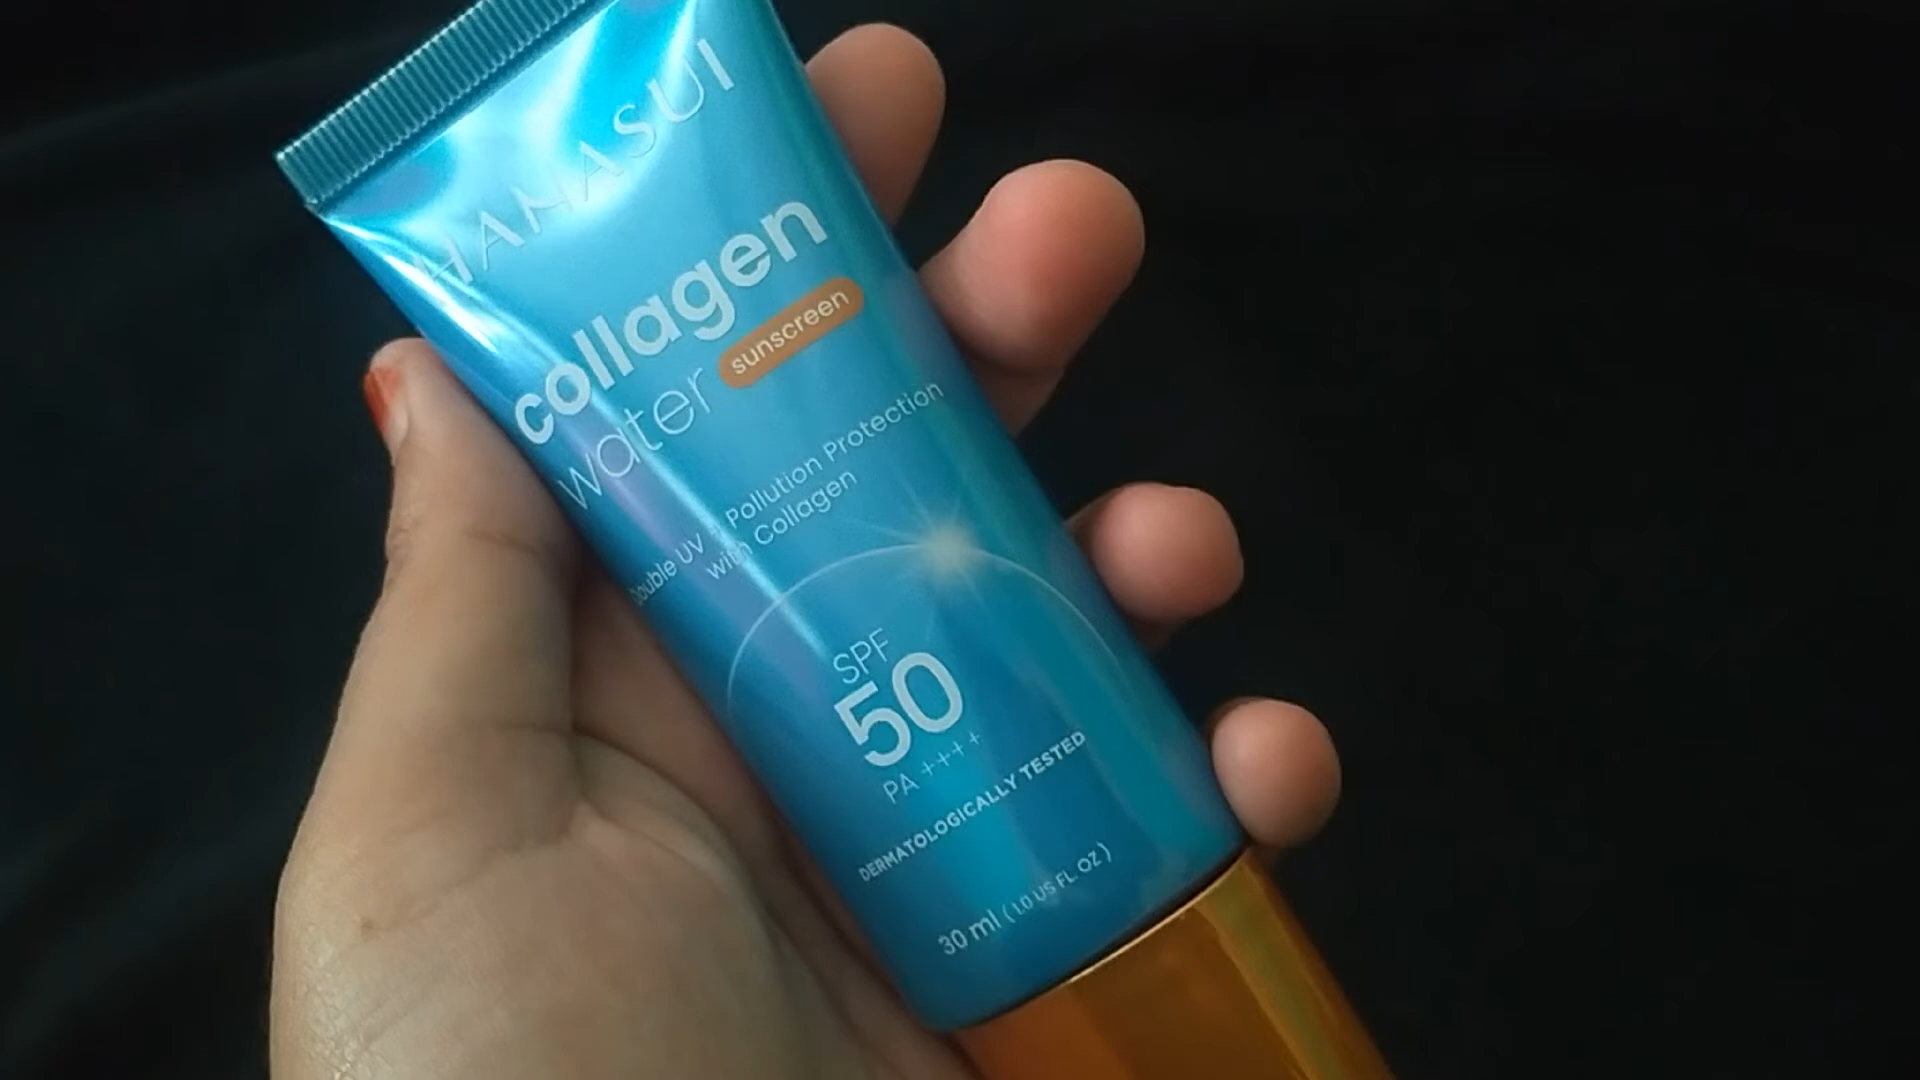 HANASUI
collagen
water sunscreen
Double UV + Pollution Protection
with Collagen
SPF
50
PA ++++
DERMATOLOGICALLY TESTED
30 ml ( 1.0 US FL OZ )